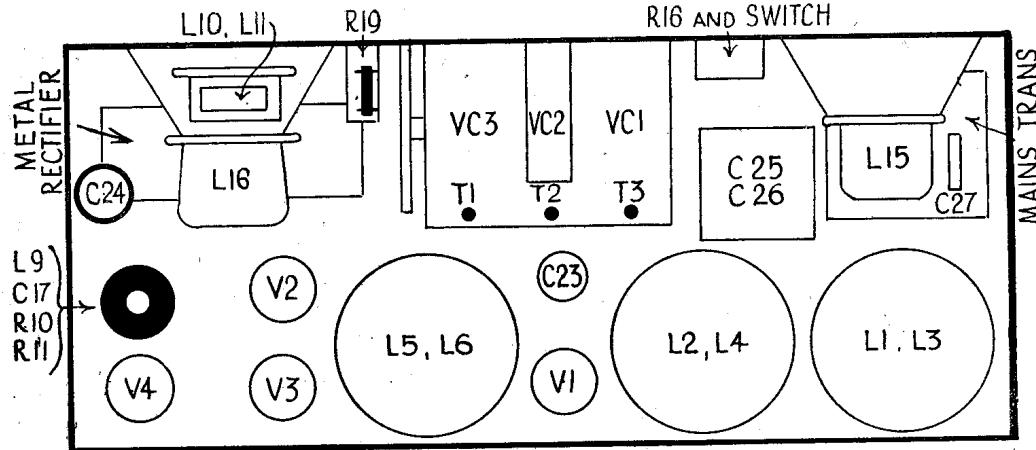 L10, L11
R19
R16 AND SWITCH
METAL
RECTIFIER
MAINS TRANS
VC3
VC2
VC1
L16
C24
T1
T2
T3
C 25
C 26
L15
C27
L9
C17
R10
R11
V2
C23
L5, L6
L2, L4
L1, L3
V4
V3
V1